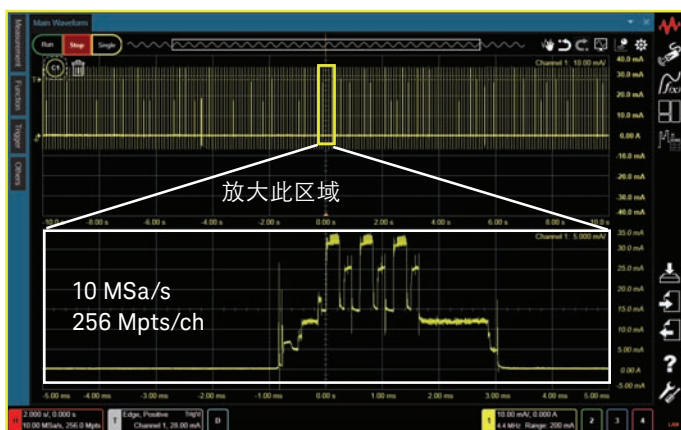 Main Waveform
Run Stop Single
Measurement
Function
Trigger
Others
C1
Channel 1: 10.00 mA/
40.0 mA
30.0 mA
20.0 mA
10.0 mA
0.00 A
-10.0 mA
-20.0 mA
-30.0 mA
-40.0 mA
放大此区域
-10.0 s -8.00 s -6.00 s -4.00 s -2.00 s 0.00 s 2.00 s 4.00 s 6.00 s 8.00 s 10.0 s
Channel 1: 5.000 mA/
35.0 mA
30.0 mA
25.0 mA
20.0 mA
15.0 mA
10.0 mA
5.00 mA
0.00 A
-5.00 mA
10 MSa/s
256 Mpts/ch
-5.00 ms -4.00 ms -3.00 ms -2.00 ms -1.00 ms 0.00 s 1.00 ms 2.00 ms 3.00 ms 4.00 ms 5.00 ms
H 2.000 s/, 0.000 s
10.00 MSa/s, 256.0 Mpts
T Edge, Positive Trig'd
Channel 1, 28.00 mA
D
1 10.00 mA/, 0.000 A
4.4 MHz Range: 200 mA
2 3 4